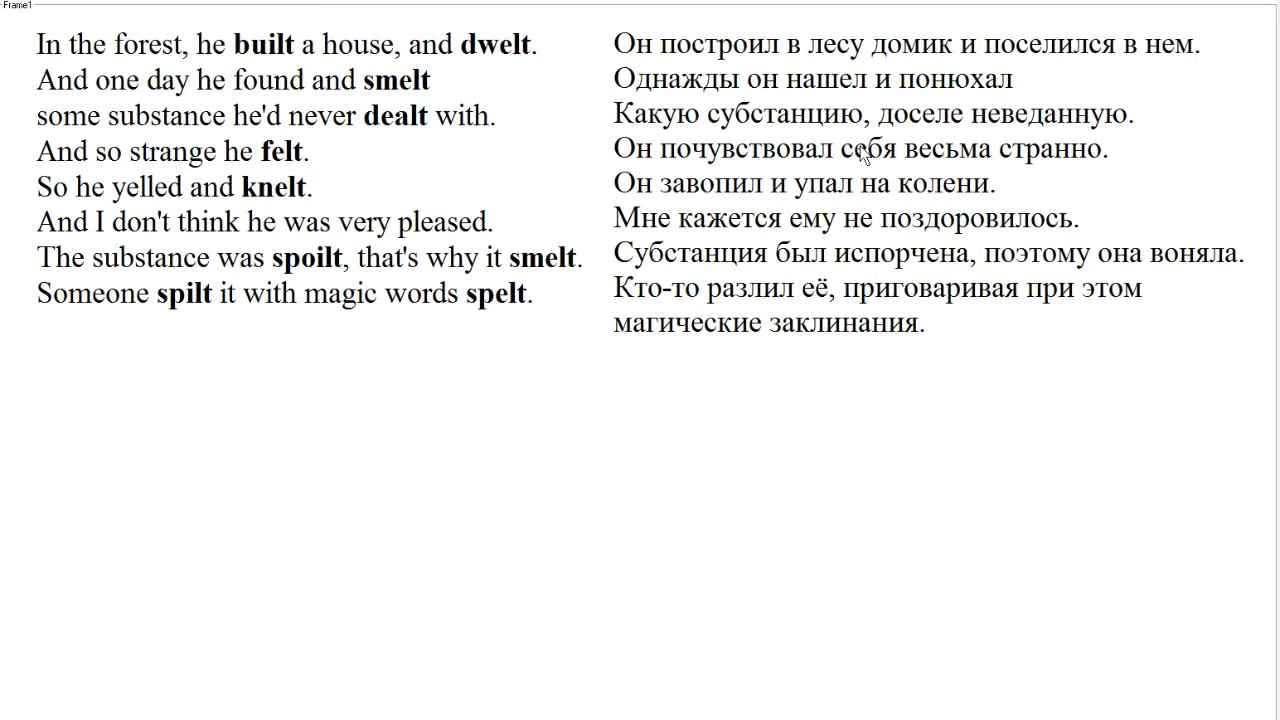 Frame1
In the forest, he built a house, and dwelt.
And one day he found and smelt
some substance he'd never dealt with.
And so strange he felt.
So he yelled and knelt.
And I don't think he was very pleased.
The substance was spoilt, that's why it smelt.
Someone spilt it with magic words spelt.
Он построил в лесу домик и поселился в нем.
Однажды он нашел и понюхал
Какую субстанцию, доселе неведанную.
Он почувствовал себя весьма странно.
Он завопил и упал на колени.
Мне кажется ему не поздоровилось.
Субстанция был испорчена, поэтому она воняла.
Кто-то разлил её, приговаривая при этом
магические заклинания.